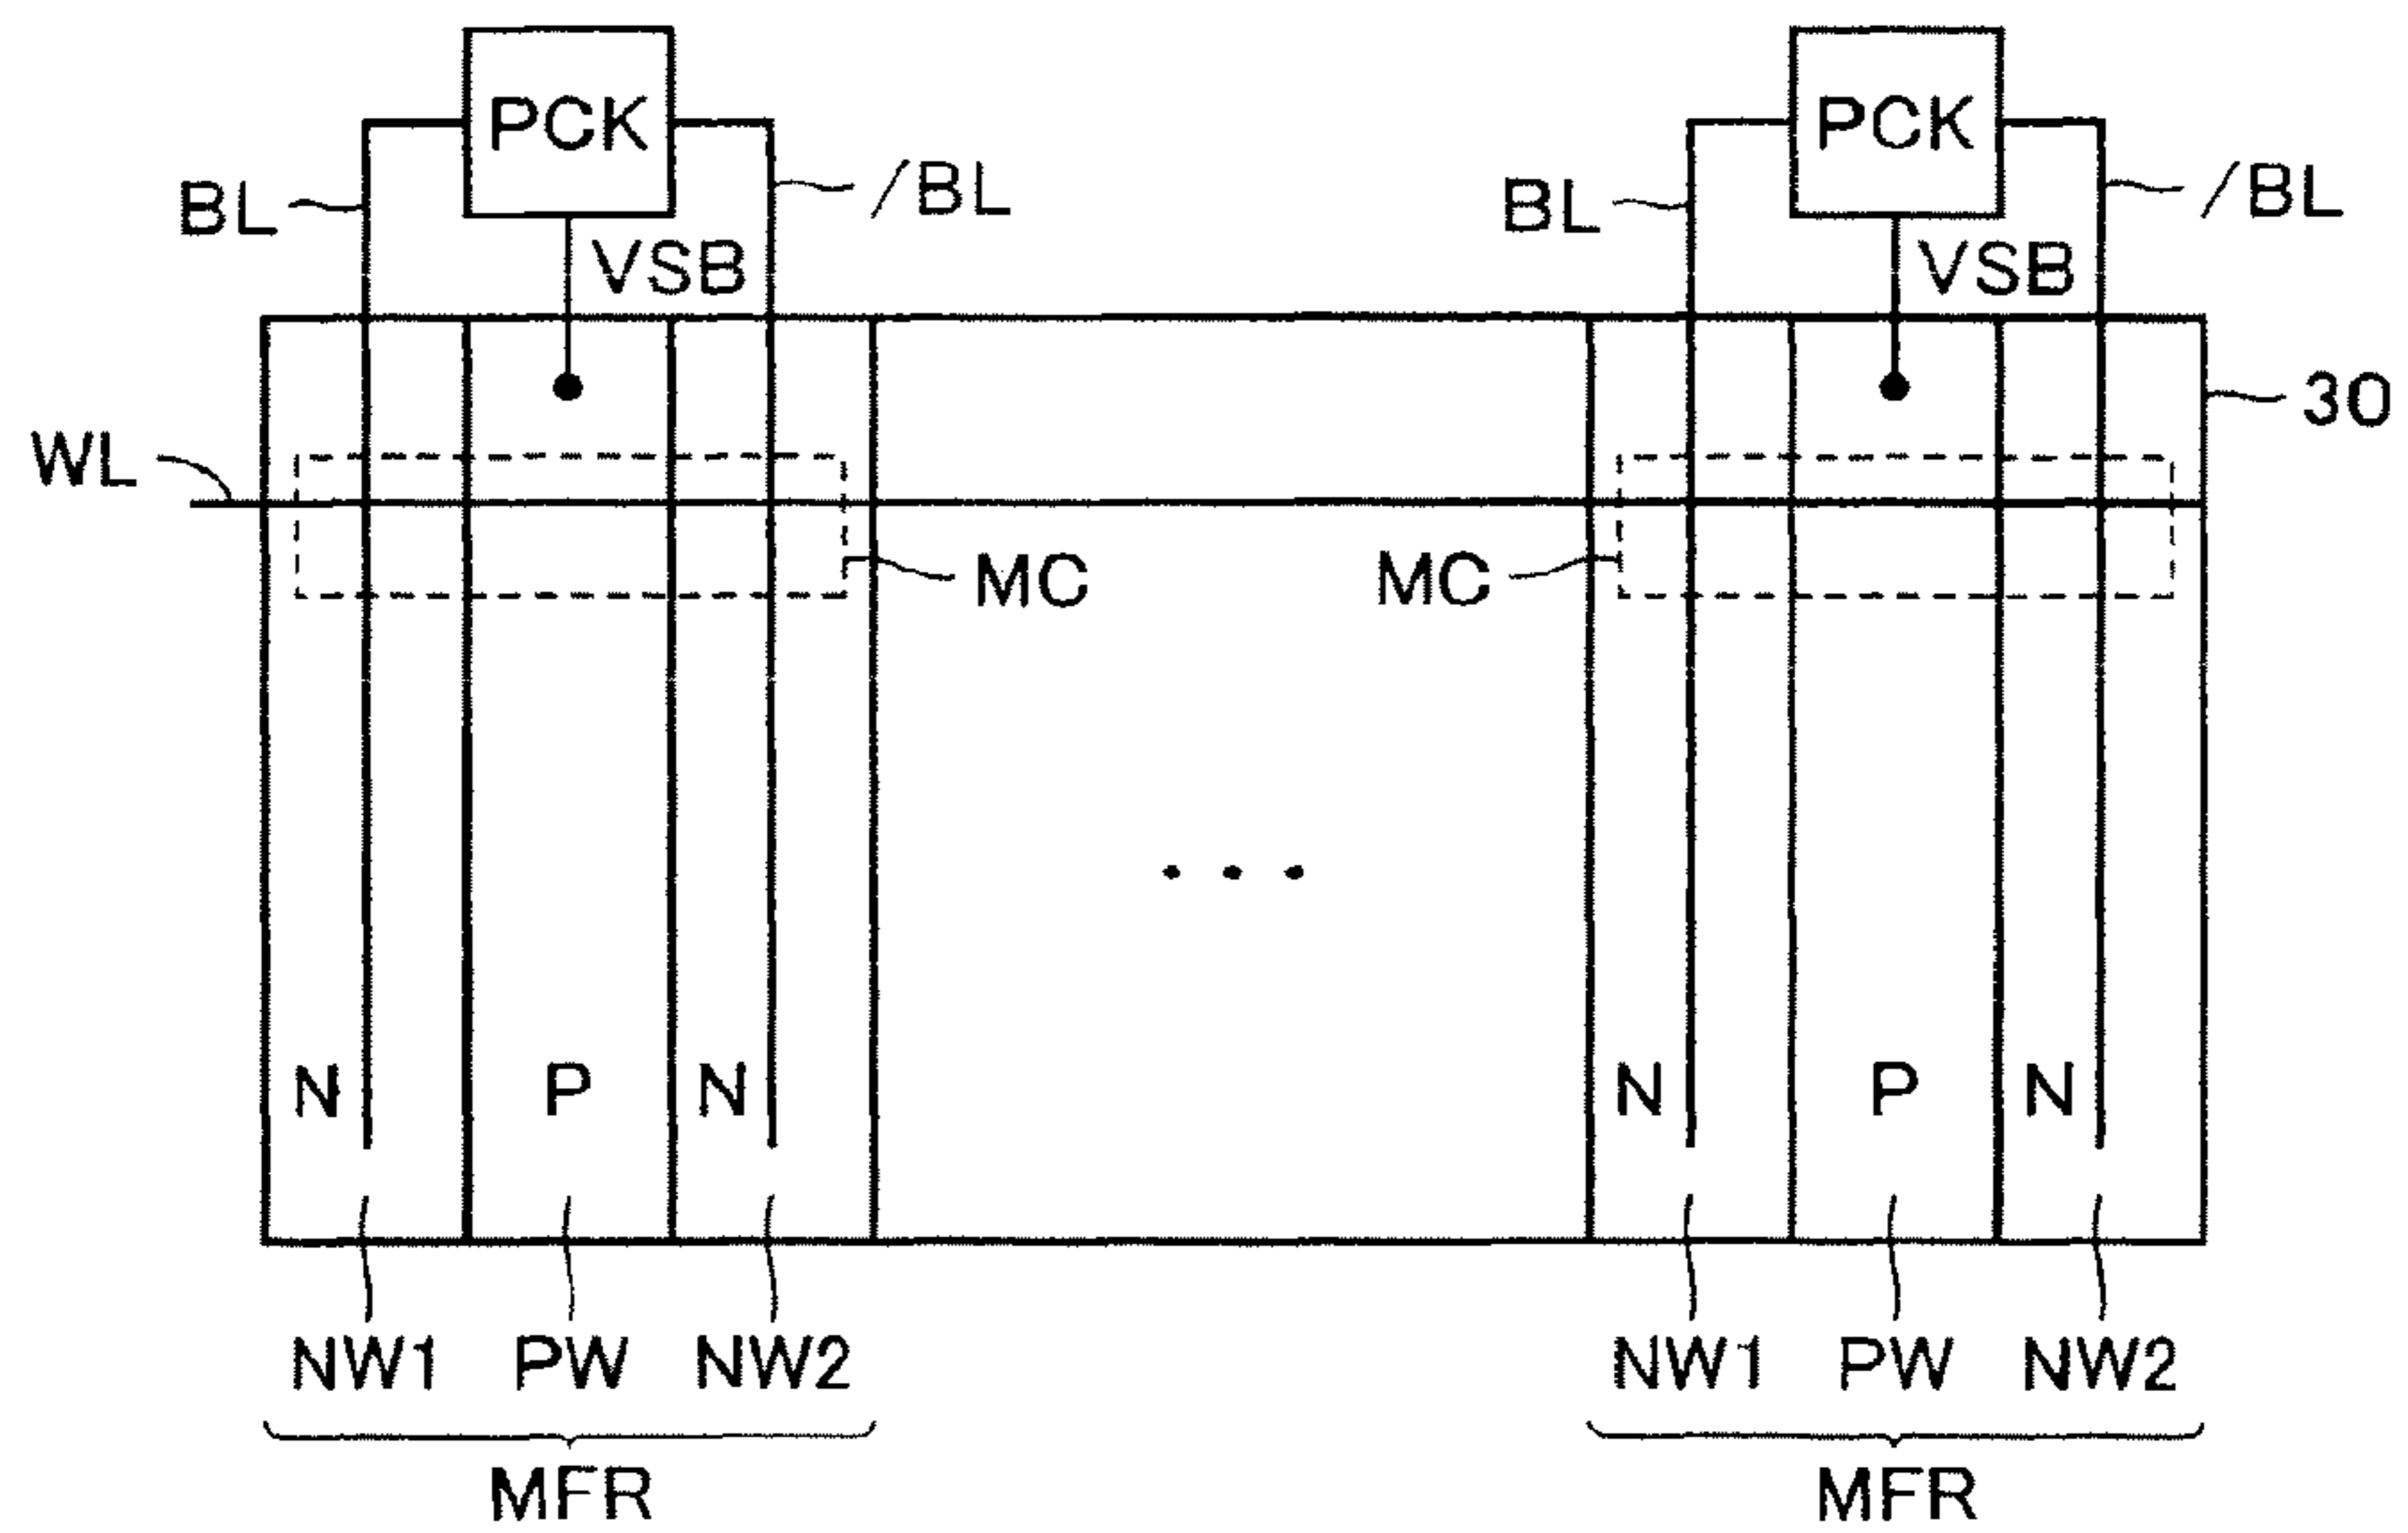 PCK PCK
BL /BL BL /BL
VSB VSB
30
WL
MC MC
N P N N P N
NW1 PW NW2 NW1 PW NW2
MFR MFR